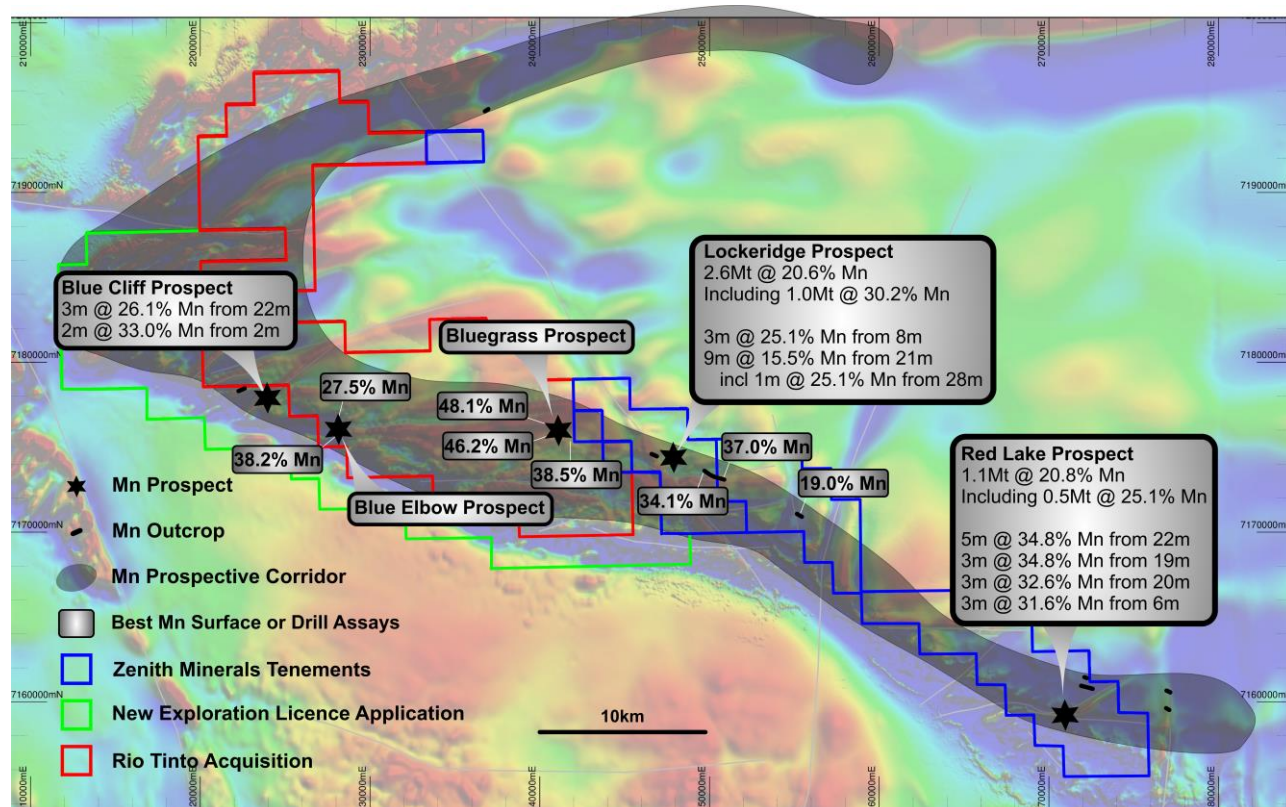 210000mE
220000mE
230000mE
240000mE
250000mE
260000mE
270000mE
280000mE
7190000mN
7190000mN
Lockeridge Prospect
2.6Mt @ 20.6% Mn
Including 1.0Mt @ 30.2% Mn
3m @ 25.1% Mn from 8m
9m @ 15.5% Mn from 21m
incl 1m @ 25.1% Mn from 28m
Blue Cliff Prospect
3m @ 26.1% Mn from 22m
2m @ 33.0% Mn from 2m
Bluegrass Prospect
7180000mN
7180000mN
27.5% Mn
48.1% Mn
46.2% Mn
38.5% Mn
38.2% Mn
37.0% Mn
34.1% Mn
19.0% Mn
Blue Elbow Prospect
Red Lake Prospect
1.1Mt @ 20.8% Mn
Including 0.5Mt @ 25.1% Mn
5m @ 34.8% Mn from 22m
3m @ 34.8% Mn from 19m
3m @ 32.6% Mn from 20m
3m @ 31.6% Mn from 6m
7170000mN
7170000mN
Mn Prospect
Mn Outcrop
Mn Prospective Corridor
Best Mn Surface or Drill Assays
Zenith Minerals Tenements
New Exploration Licence Application
Rio Tinto Acquisition
7160000mN
7160000mN
10km